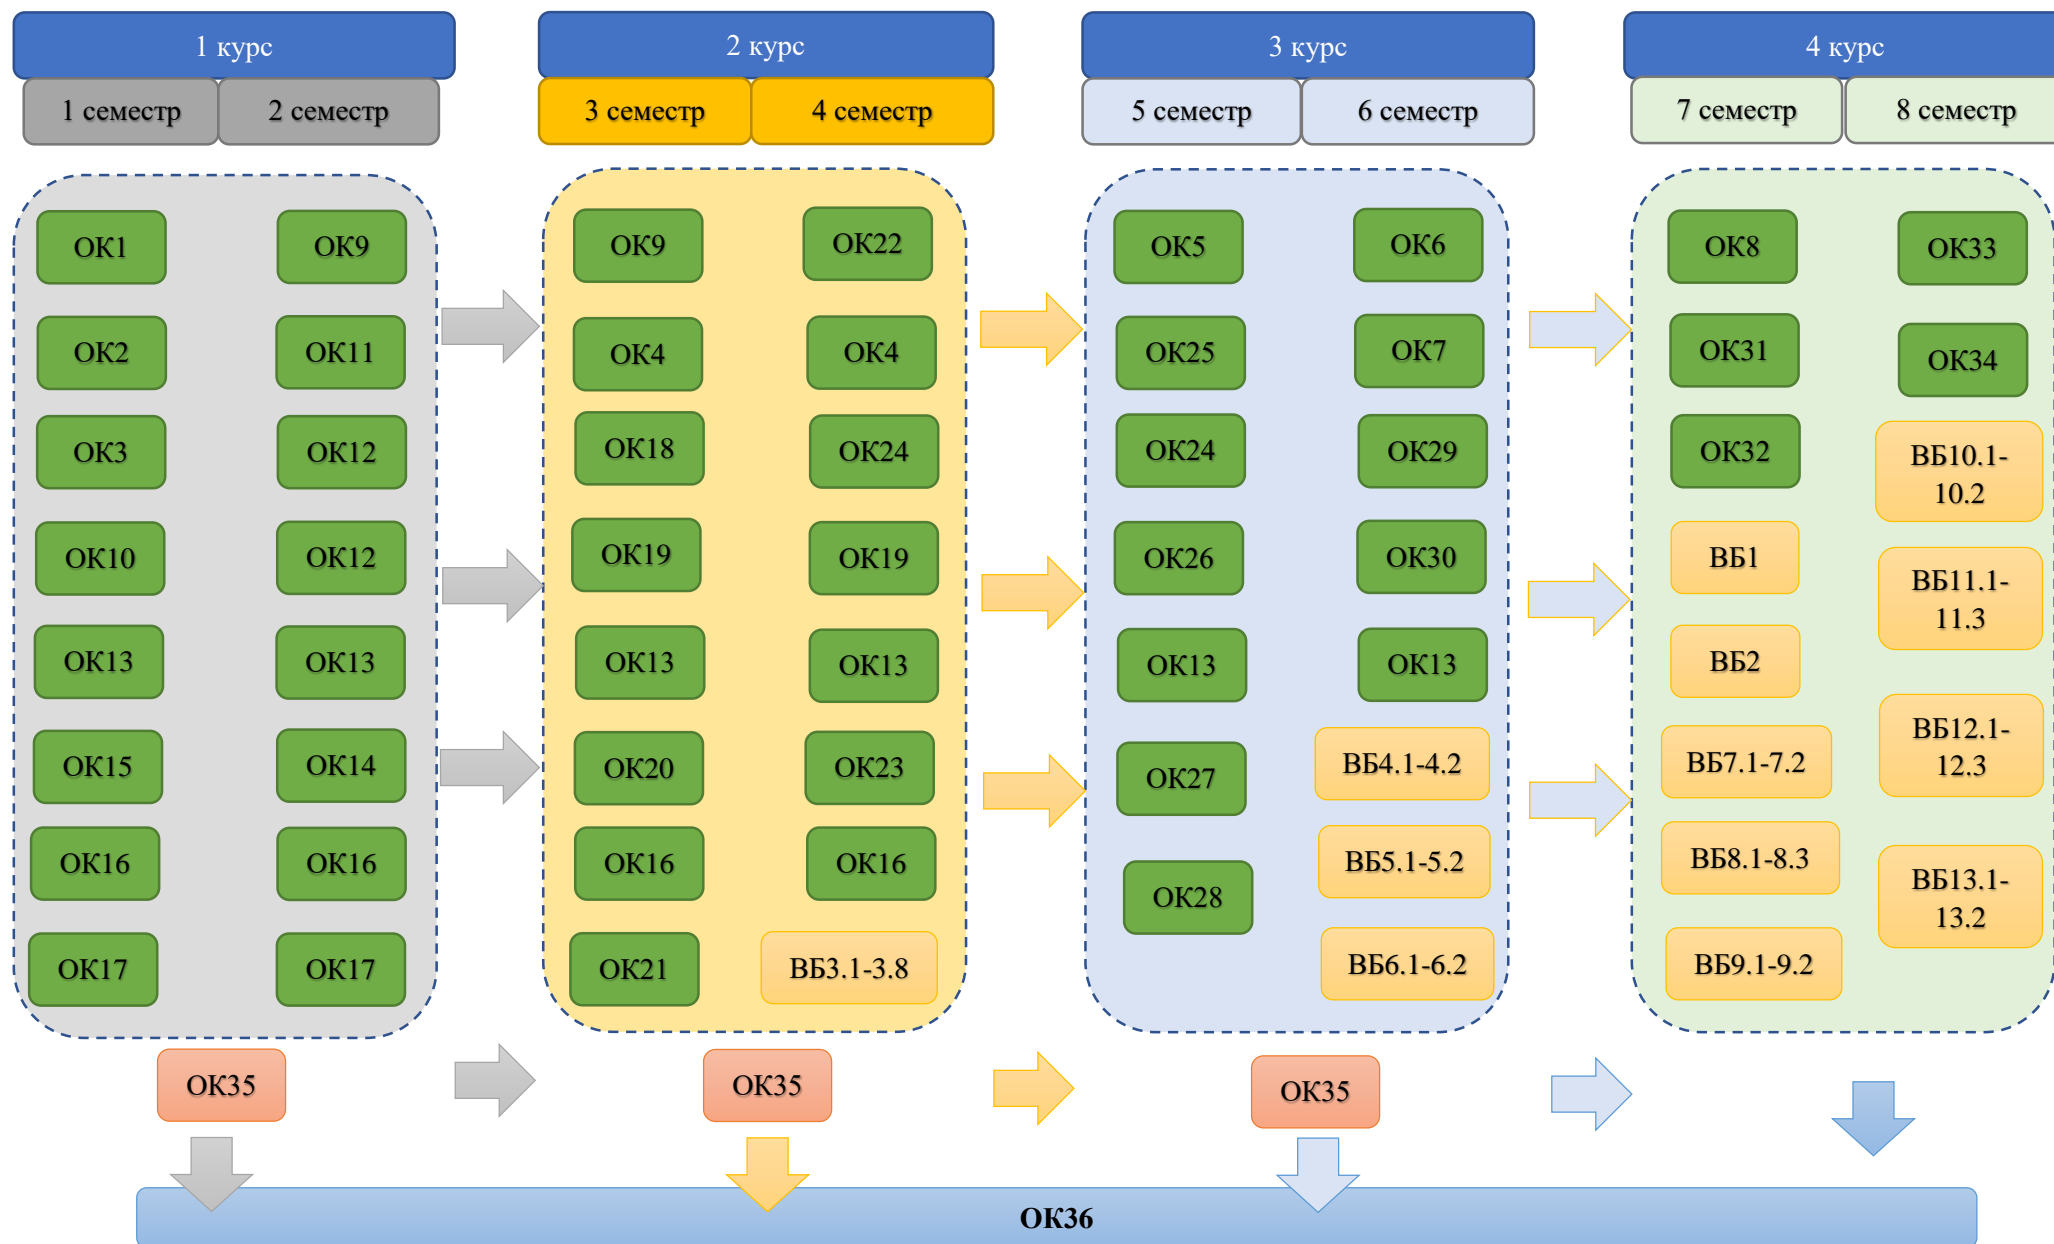 1 курс
2 курс
3 курс
4 курс
1 семестр
2 семестр
3 семестр
4 семестр
5 семестр
6 семестр
7 семестр
8 семестр
ОК1
ОК2
ОК3
ОК10
ОК13
ОК15
ОК16
ОК17
ОК9
ОК11
ОК12
ОК12
ОК13
ОК14
ОК16
ОК17
ОК9
ОК4
ОК18
ОК19
ОК13
ОК20
ОК16
ОК21
ОК22
ОК4
ОК24
ОК19
ОК13
ОК23
ОК16
ВБ3.1-3.8
ОК5
ОК25
ОК24
ОК26
ОК13
ОК27
ОК28
ОК6
ОК7
ОК29
ОК30
ОК13
ВБ4.1-4.2
ВБ5.1-5.2
ВБ6.1-6.2
ОК8
ОК31
ОК32
ВБ1
ВБ2
ВБ7.1-7.2
ВБ8.1-8.3
ВБ9.1-9.2
ОК33
ОК34
ВБ10.1-
10.2
ВБ11.1-
11.3
ВБ12.1-
12.3
ВБ13.1-
13.2
ОК35
ОК35
ОК35
ОК36